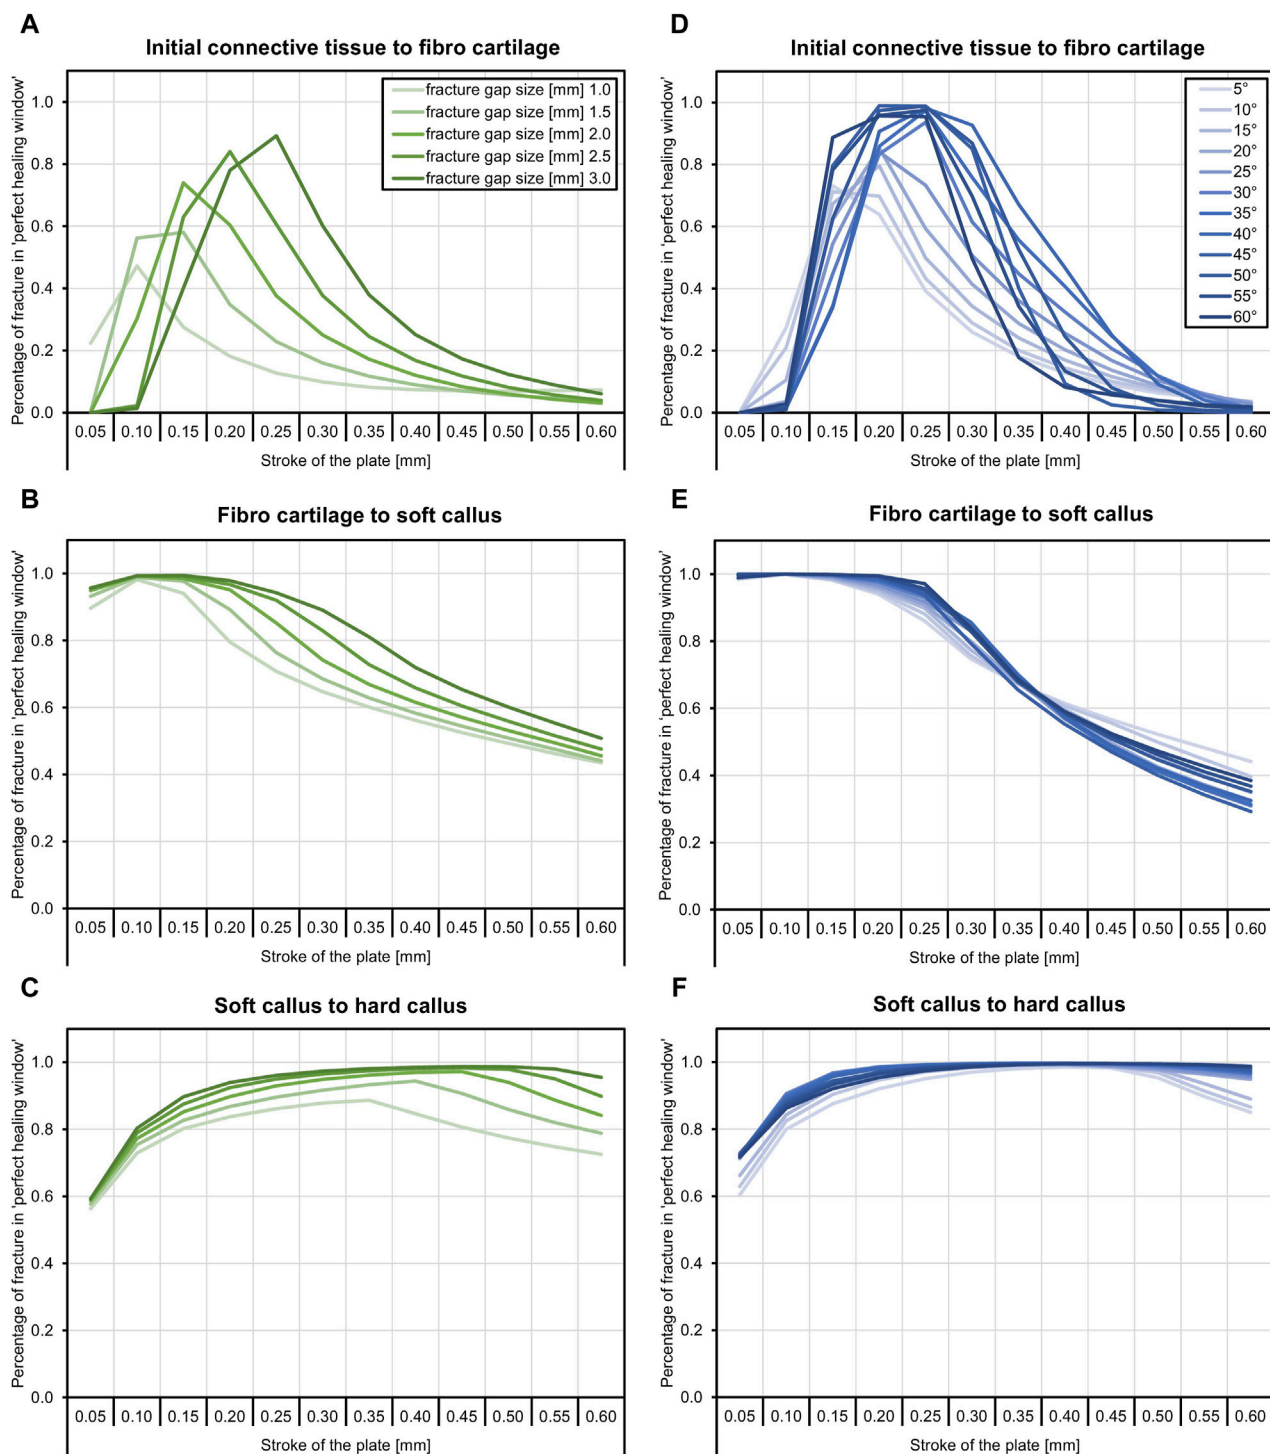 A
Initial connective tissue to fibro cartilage
Percentage of fracture in 'perfect healing window'
1.0
0.8
0.6
0.4
0.2
0.0
fracture gap size [mm] 1.0
fracture gap size [mm] 1.5
fracture gap size [mm] 2.0
fracture gap size [mm] 2.5
fracture gap size [mm] 3.0
0.05 0.10 0.15 0.20 0.25 0.30 0.35 0.40 0.45 0.50 0.55 0.60
Stroke of the plate [mm]
D
Initial connective tissue to fibro cartilage
Percentage of fracture in 'perfect healing window'
1.0
0.8
0.6
0.4
0.2
0.0
5°
10°
15°
20°
25°
30°
35°
40°
45°
50°
55°
60°
0.05 0.10 0.15 0.20 0.25 0.30 0.35 0.40 0.45 0.50 0.55 0.60
Stroke of the plate [mm]
B
Fibro cartilage to soft callus
Percentage of fracture in 'perfect healing window'
1.0
0.8
0.6
0.4
0.2
0.0
0.05 0.10 0.15 0.20 0.25 0.30 0.35 0.40 0.45 0.50 0.55 0.60
Stroke of the plate [mm]
E
Fibro cartilage to soft callus
Percentage of fracture in 'perfect healing window'
1.0
0.8
0.6
0.4
0.2
0.0
0.05 0.10 0.15 0.20 0.25 0.30 0.35 0.40 0.45 0.50 0.55 0.60
Stroke of the plate [mm]
C
Soft callus to hard callus
Percentage of fracture in 'perfect healing window'
1.0
0.8
0.6
0.4
0.2
0.0
0.05 0.10 0.15 0.20 0.25 0.30 0.35 0.40 0.45 0.50 0.55 0.60
Stroke of the plate [mm]
F
Soft callus to hard callus
Percentage of fracture in 'perfect healing window'
1.0
0.8
0.6
0.4
0.2
0.0
0.05 0.10 0.15 0.20 0.25 0.30 0.35 0.40 0.45 0.50 0.55 0.60
Stroke of the plate [mm]